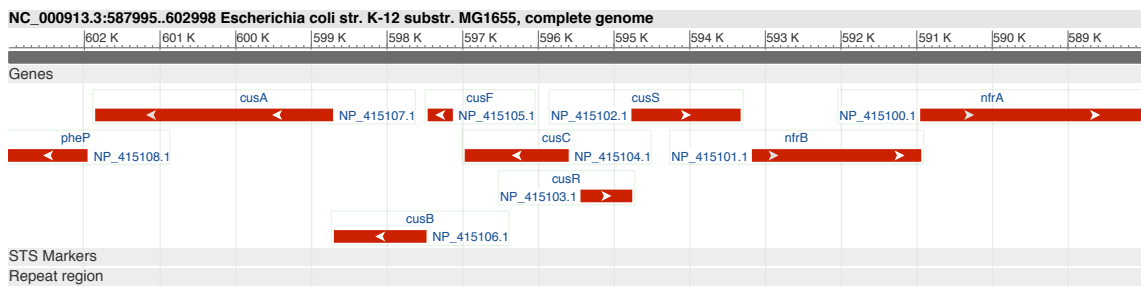 NC_000913.3:587995..602998 Escherichia coli str. K-12 substr. MG1655, complete genome
602 K 601 K 600 K 599 K 598 K 597 K 596 K 595 K 594 K 593 K 592 K 591 K 590 K 589 K
Genes
cusA cusF cusS nfrA
NP_415107.1 NP_415105.1 NP_415102.1 NP_415100.1
pheP cusC nfrB
NP_415108.1 NP_415104.1 NP_415101.1
cusR
NP_415103.1
cusB
NP_415106.1
STS Markers
Repeat region